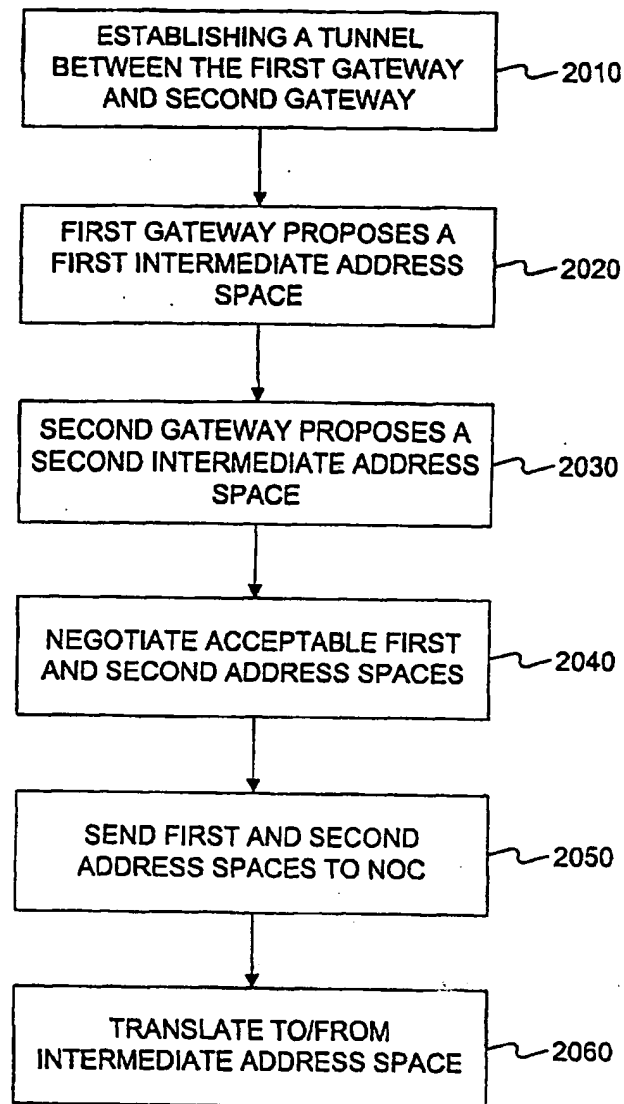 ESTABLISHING A TUNNEL
BETWEEN THE FIRST GATEWAY
AND SECOND GATEWAY
2010
FIRST GATEWAY PROPOSES A
FIRST INTERMEDIATE ADDRESS
SPACE
2020
SECOND GATEWAY PROPOSES A
SECOND INTERMEDIATE ADDRESS
SPACE
2030
NEGOTIATE ACCEPTABLE FIRST
AND SECOND ADDRESS SPACES
2040
SEND FIRST AND SECOND
ADDRESS SPACES TO NOC
2050
TRANSLATE TO/FROM
INTERMEDIATE ADDRESS SPACE
2060